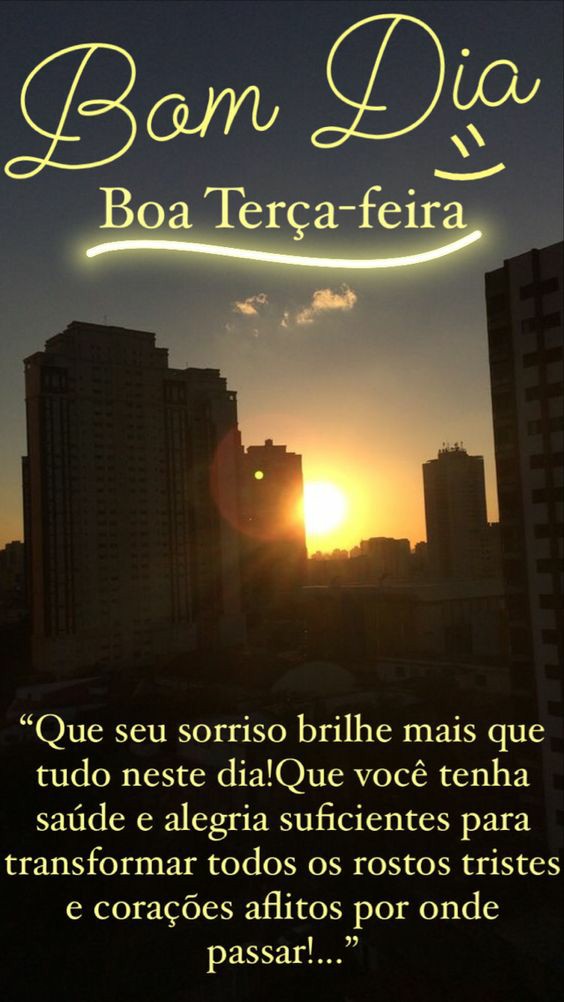 Bom Dia
Boa Terça-feira
“Que seu sorriso brilhe mais que
tudo neste dia!Que você tenha
saúde e alegria suficientes para
transformar todos os rostos tristes
e corações aflitos por onde
passar!...”